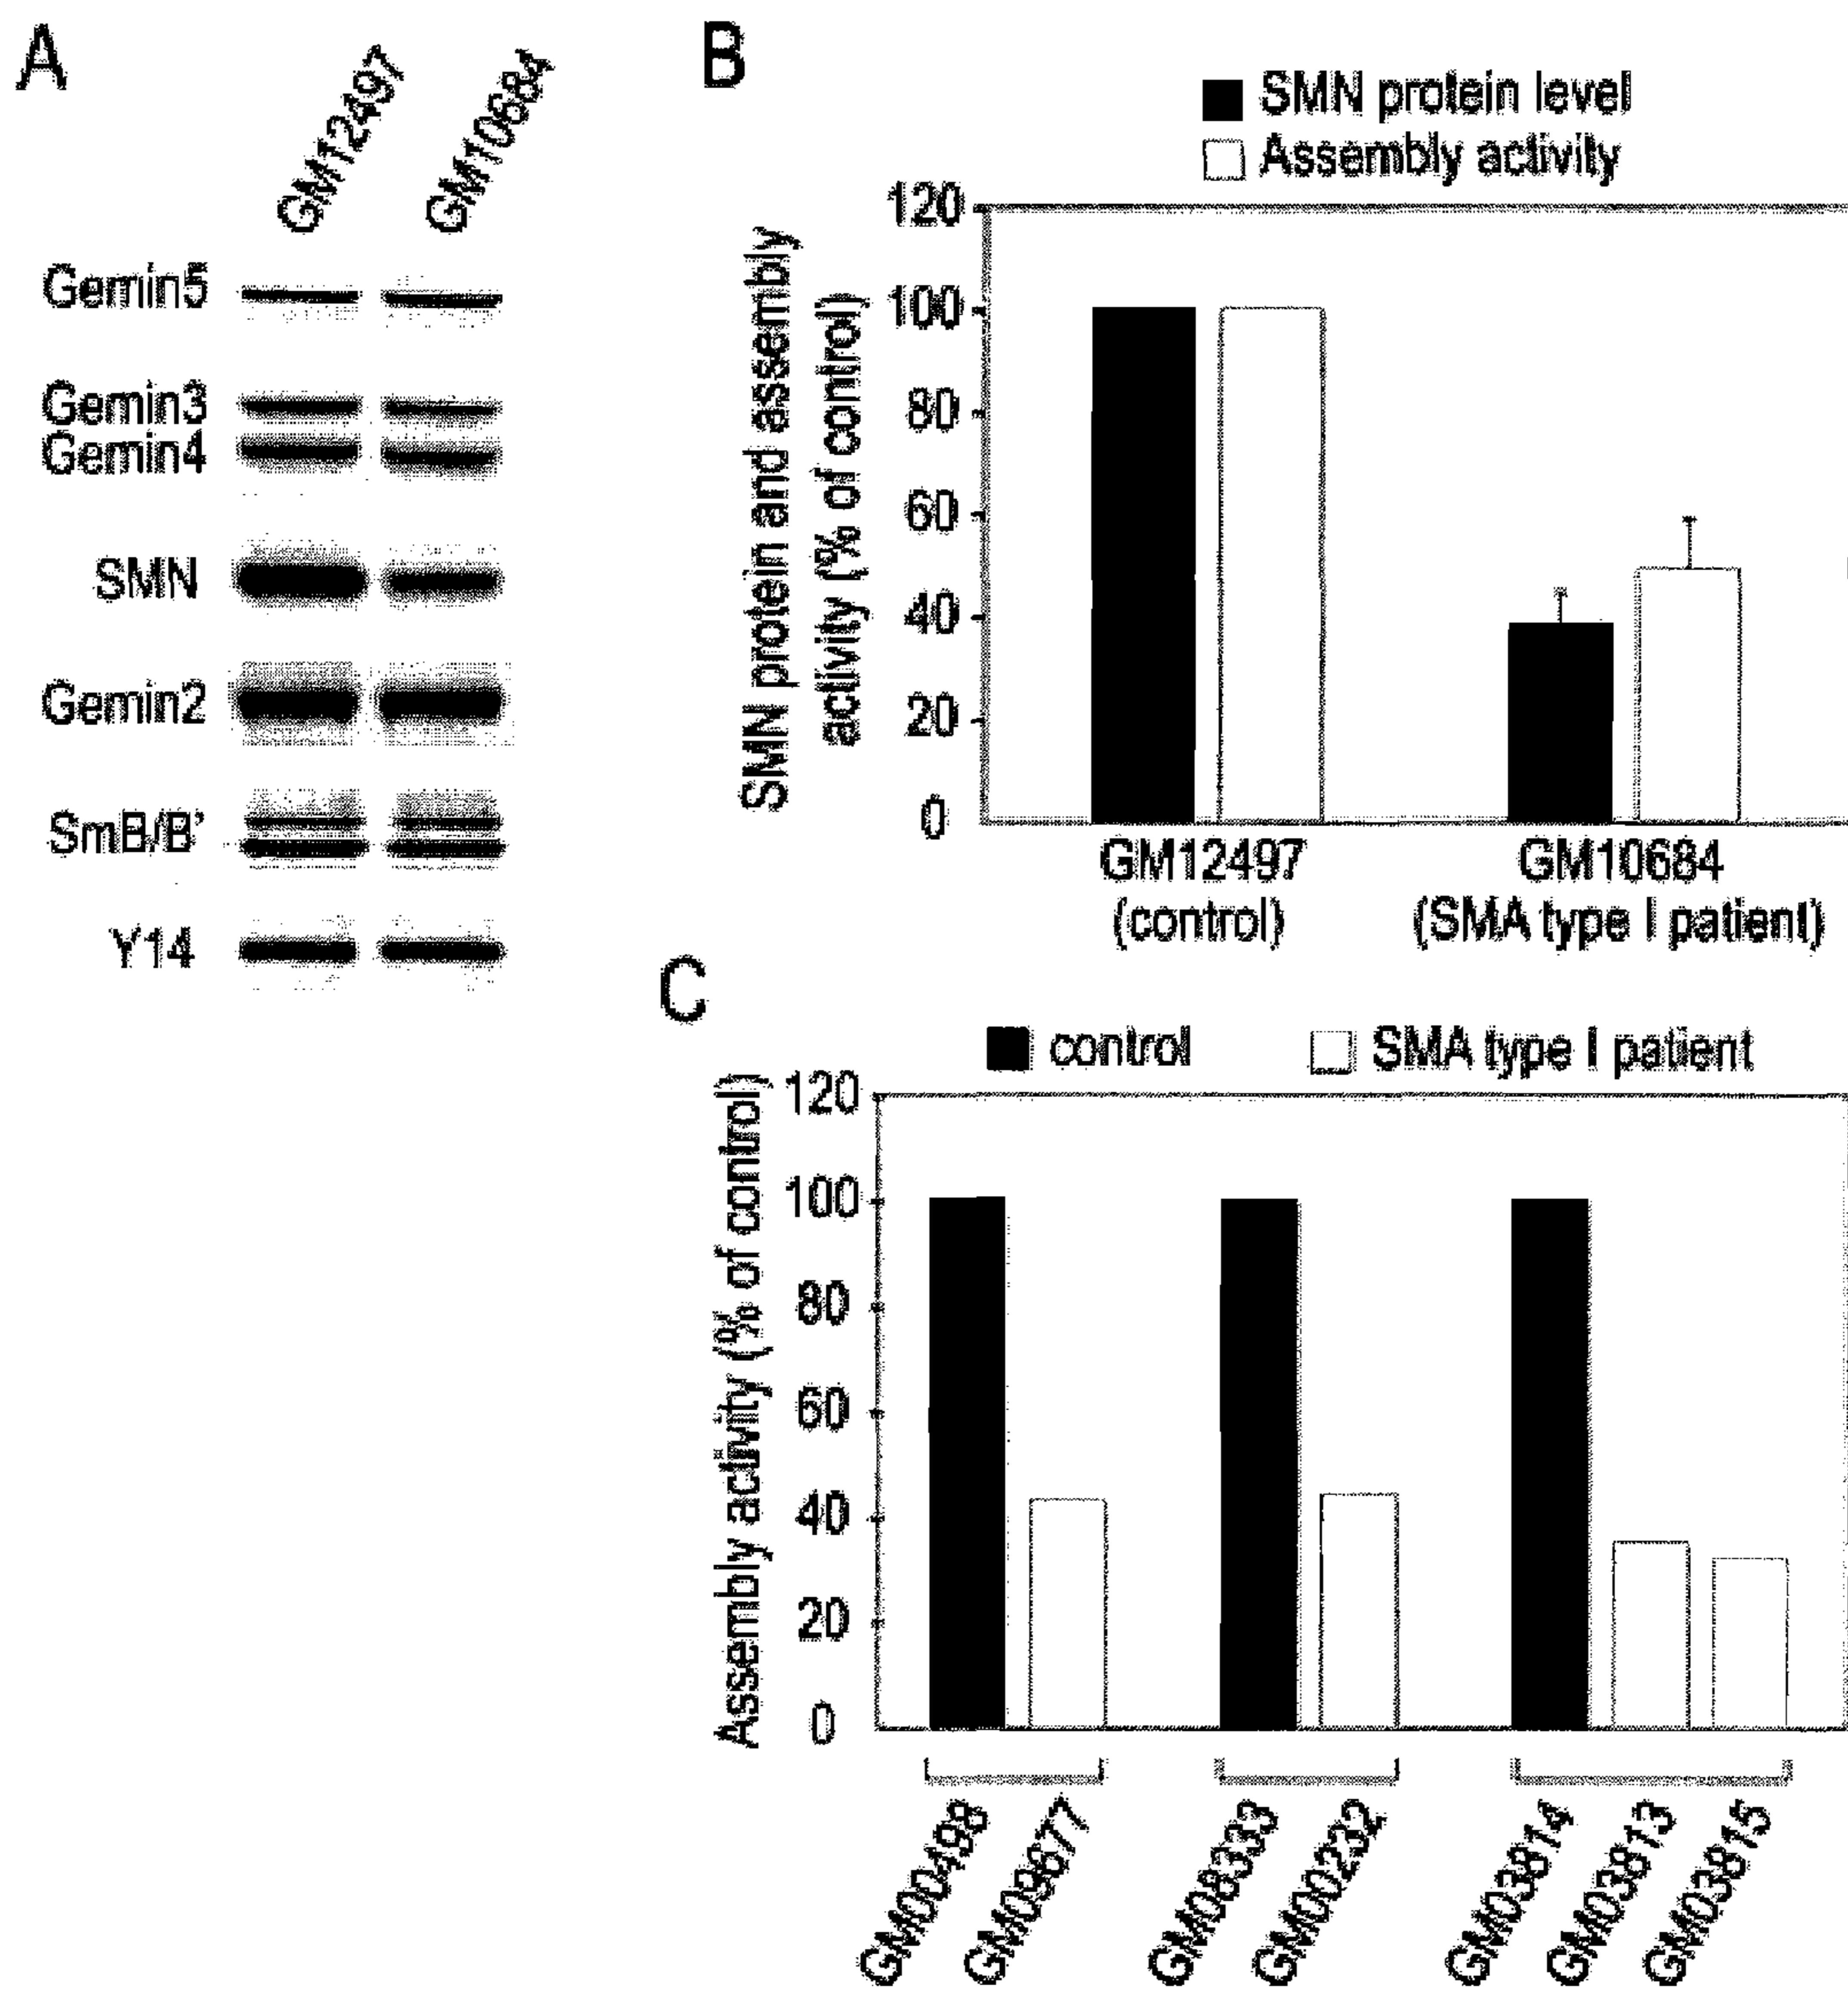 A
GM12497
GM10684
Gemin5
Gemin3
Gemin4
SMN
Gemin2
SmB/B'
Y14
B
SMN protein level
Assembly activity
SMN protein and assembly
activity (% of control)
120
100
80
60
40
20
0
GM12497
(control)
GM10684
(SMA type I patient)
C
control
SMA type I patient
Assembly activity (% of control)
120
100
80
60
40
20
0
GM00498
GM09677
GM08333
GM00232
GM03814
GM03813
GM03815